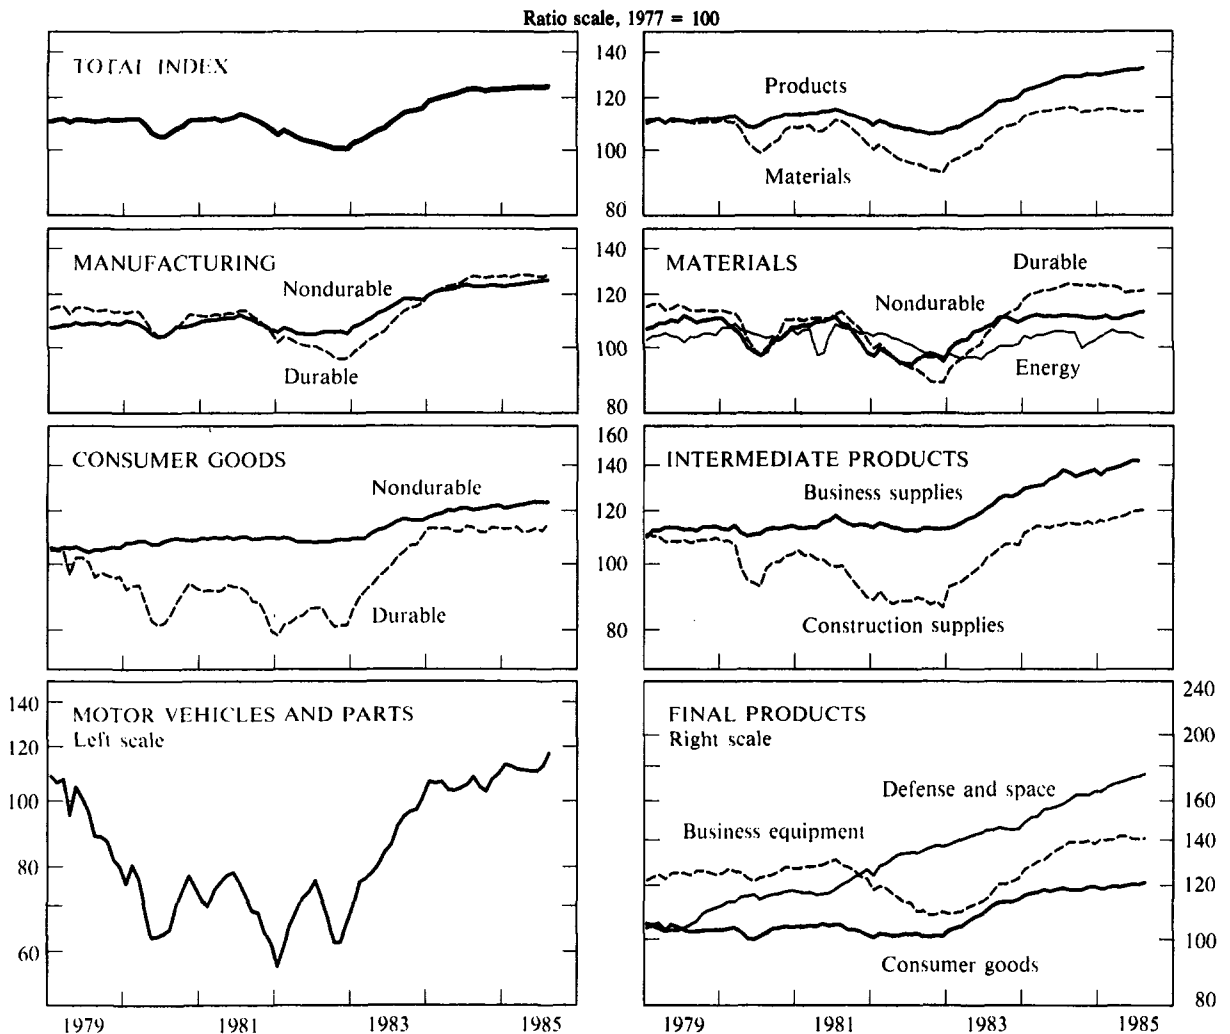 Ratio scale, 1977 = 100
TOTAL INDEX
140
120
100
80
Products
Materials
MANUFACTURING
Nondurable
Durable
140
120
100
80
MATERIALS
Durable
Nondurable
Energy
CONSUMER GOODS
Nondurable
Durable
160
140
120
100
80
INTERMEDIATE PRODUCTS
Business supplies
Construction supplies
140
120
100
80
60
MOTOR VEHICLES AND PARTS
Left scale
FINAL PRODUCTS
Right scale
Defense and space
Business equipment
Consumer goods
240
200
160
140
120
100
80
1979
1981
1983
1985
1979
1981
1983
1985